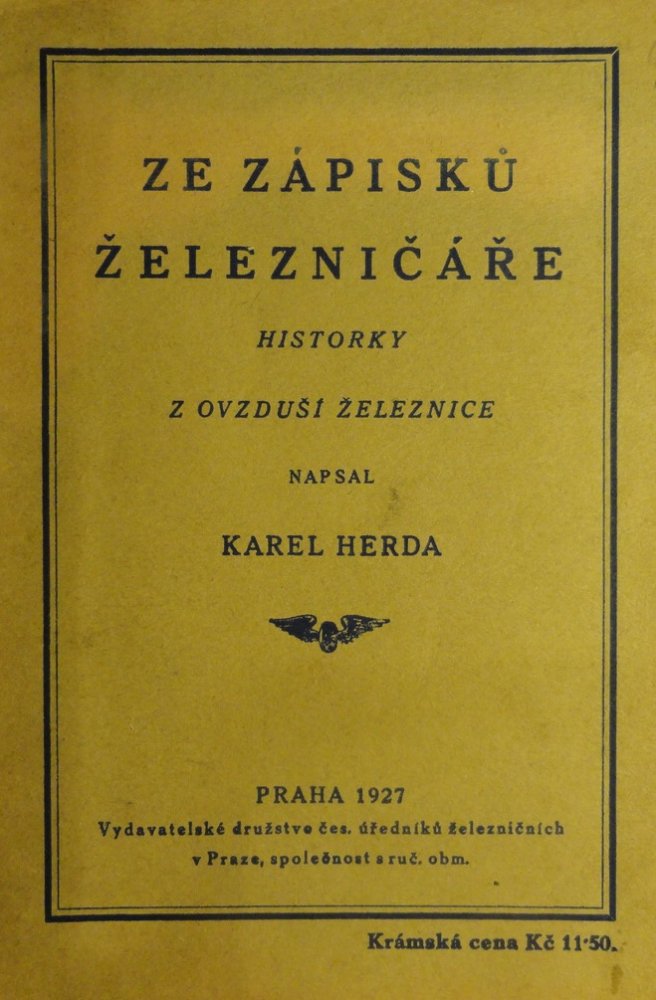 ZE ZÁPISKŮ
ŽELEZNIČÁŘE
HISTORKY
Z OVZDUŠÍ ŽELEZNICE
NAPSAL
KAREL HERDA
PRAHA 1927
Vydavatelské družstvo čes. úředníků železničních
v Praze, společnost s ruč. obm.
Krámská cena Kč 11·50.